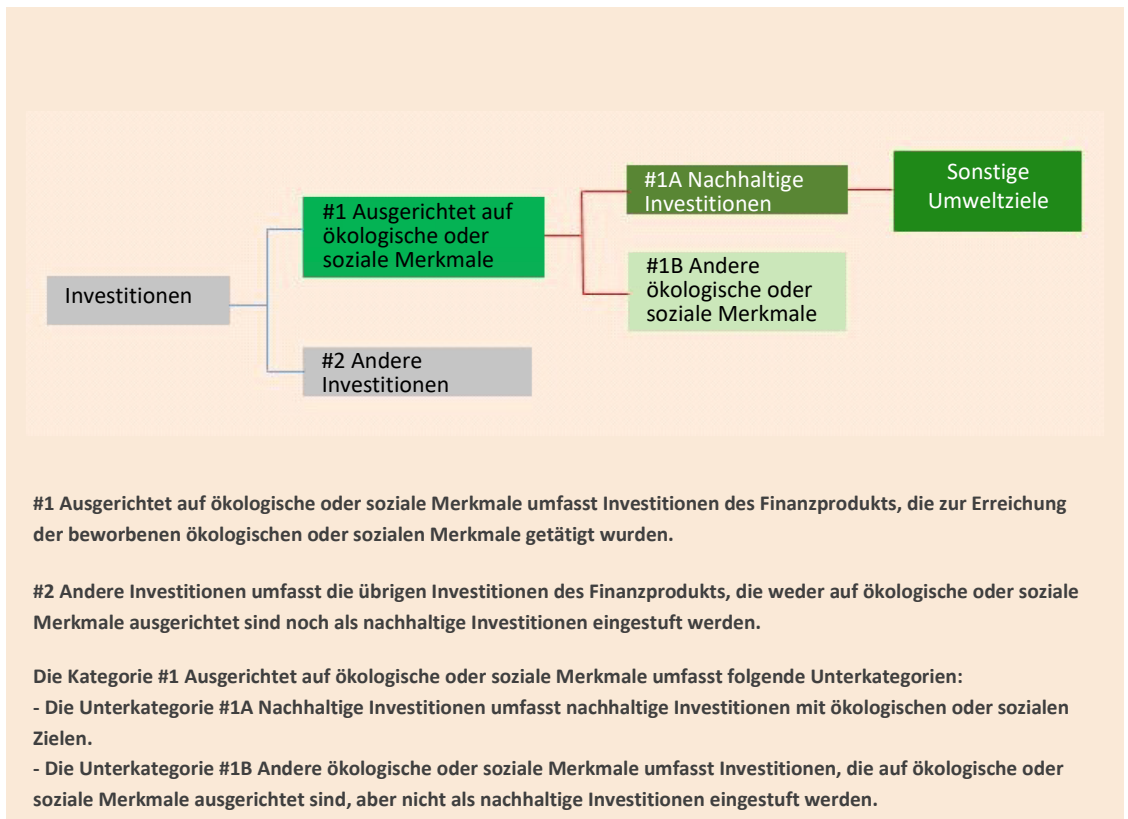 #1A Nachhaltige
Investitionen
Sonstige
Umweltziele
#1 Ausgerichtet auf
ökologische oder
soziale Merkmale
#1B Andere
ökologische oder
soziale Merkmale
Investitionen
#2 Andere
Investitionen
#1 Ausgerichtet auf ökologische oder soziale Merkmale umfasst Investitionen des Finanzprodukts, die zur Erreichung
der beworbenen ökologischen oder sozialen Merkmale getätigt wurden.
#2 Andere Investitionen umfasst die übrigen Investitionen des Finanzprodukts, die weder auf ökologische oder soziale
Merkmale ausgerichtet sind noch als nachhaltige Investitionen eingestuft werden.
Die Kategorie #1 Ausgerichtet auf ökologische oder soziale Merkmale umfasst folgende Unterkategorien:
- Die Unterkategorie #1A Nachhaltige Investitionen umfasst nachhaltige Investitionen mit ökologischen oder sozialen
Zielen.
- Die Unterkategorie #1B Andere ökologische oder soziale Merkmale umfasst Investitionen, die auf ökologische oder
soziale Merkmale ausgerichtet sind, aber nicht als nachhaltige Investitionen eingestuft werden.